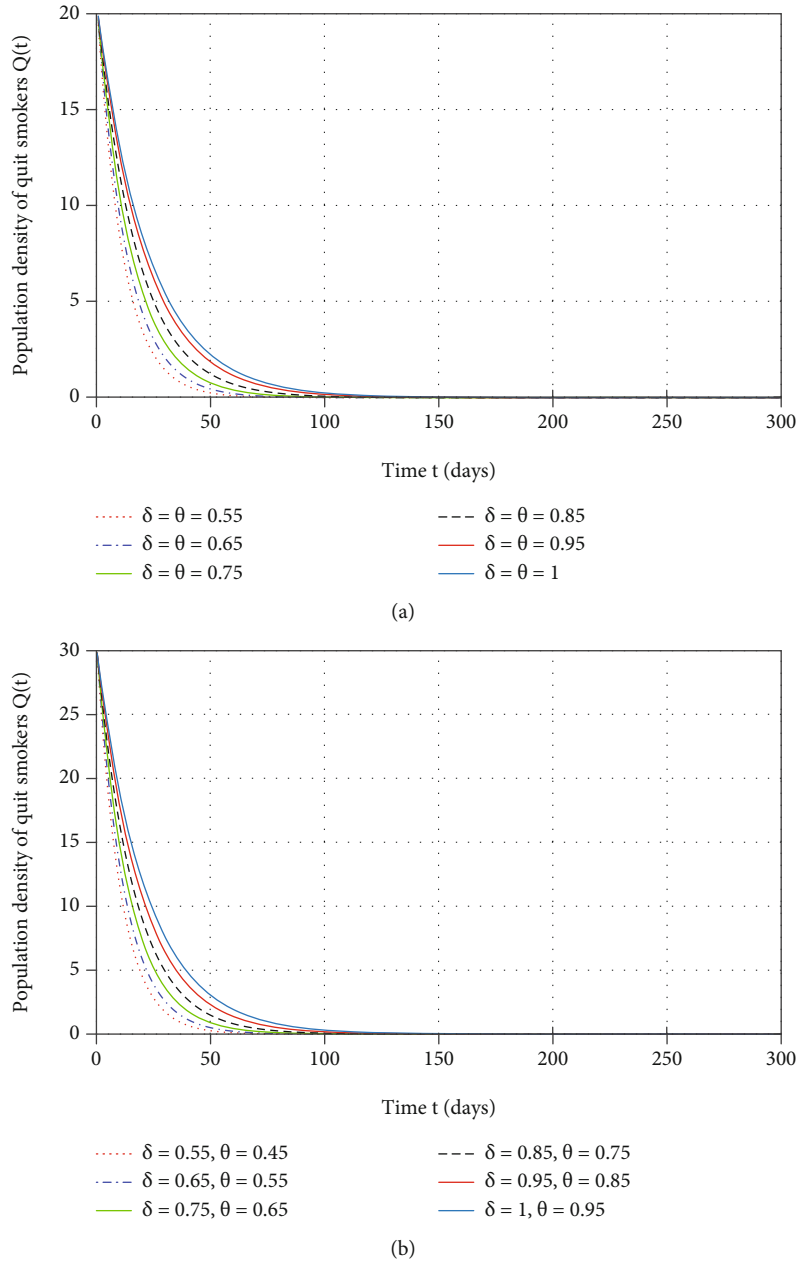 Population density of quit smokers Q(t)
20
15
10
5
0
0 50 100 150 200 250 300
Time t (days)
δ = θ = 0.55
δ = θ = 0.85
δ = θ = 0.65
δ = θ = 0.95
δ = θ = 0.75
δ = θ = 1
(a)
Population density of quit smokers Q(t)
30
25
20
15
10
5
0
0 50 100 150 200 250 300
Time t (days)
δ = 0.55, θ = 0.45
δ = 0.85, θ = 0.75
δ = 0.65, θ = 0.55
δ = 0.95, θ = 0.85
δ = 0.75, θ = 0.65
δ = 1, θ = 0.95
(b)